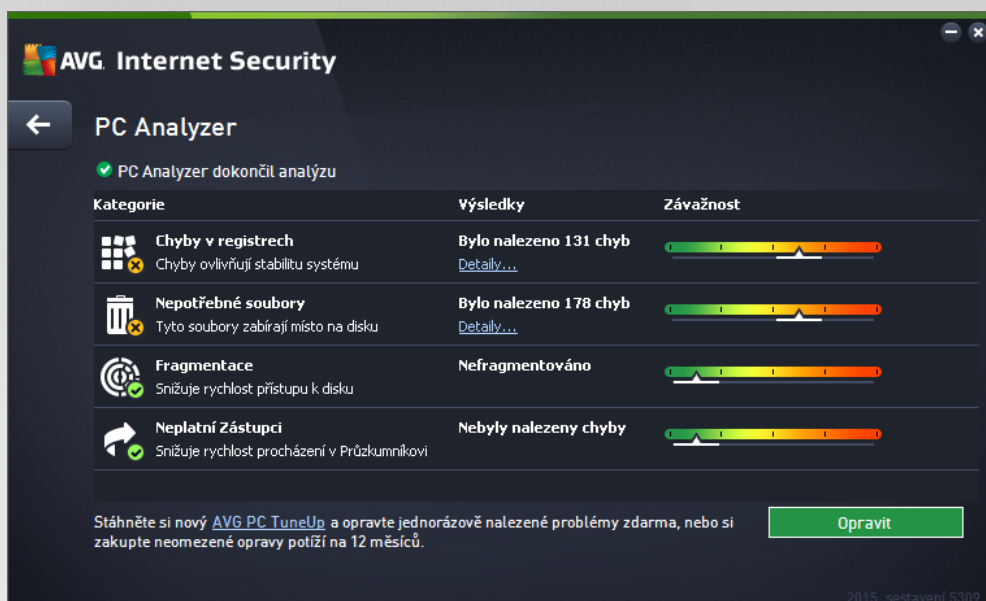 AVG. Internet Security
PC Analyzer
PC Analyzer dokončil analýzu
Kategorie Výsledky Závažnost
Chyby v registrech Bylo nalezeno 131 chyb
Chyby ovlivňují stabilitu systému Detaily...
Nepotřebné soubory Bylo nalezeno 178 chyb
Tyto soubory zabírají místo na disku Detaily...
Fragmentace Nefragmentováno
Snižuje rychlost přístupu k disku
Neplatní Zástupci Nebyly nalezeny chyby
Snižuje rychlost procházení v Průzkumníkovi
Stáhněte si nový AVG PC TuneUp a opravte jednorázově nalezené problémy zdarma, nebo si Opravit
zakupte neomezené opravy potíží na 12 měsíců.
2015, sestavení 5309